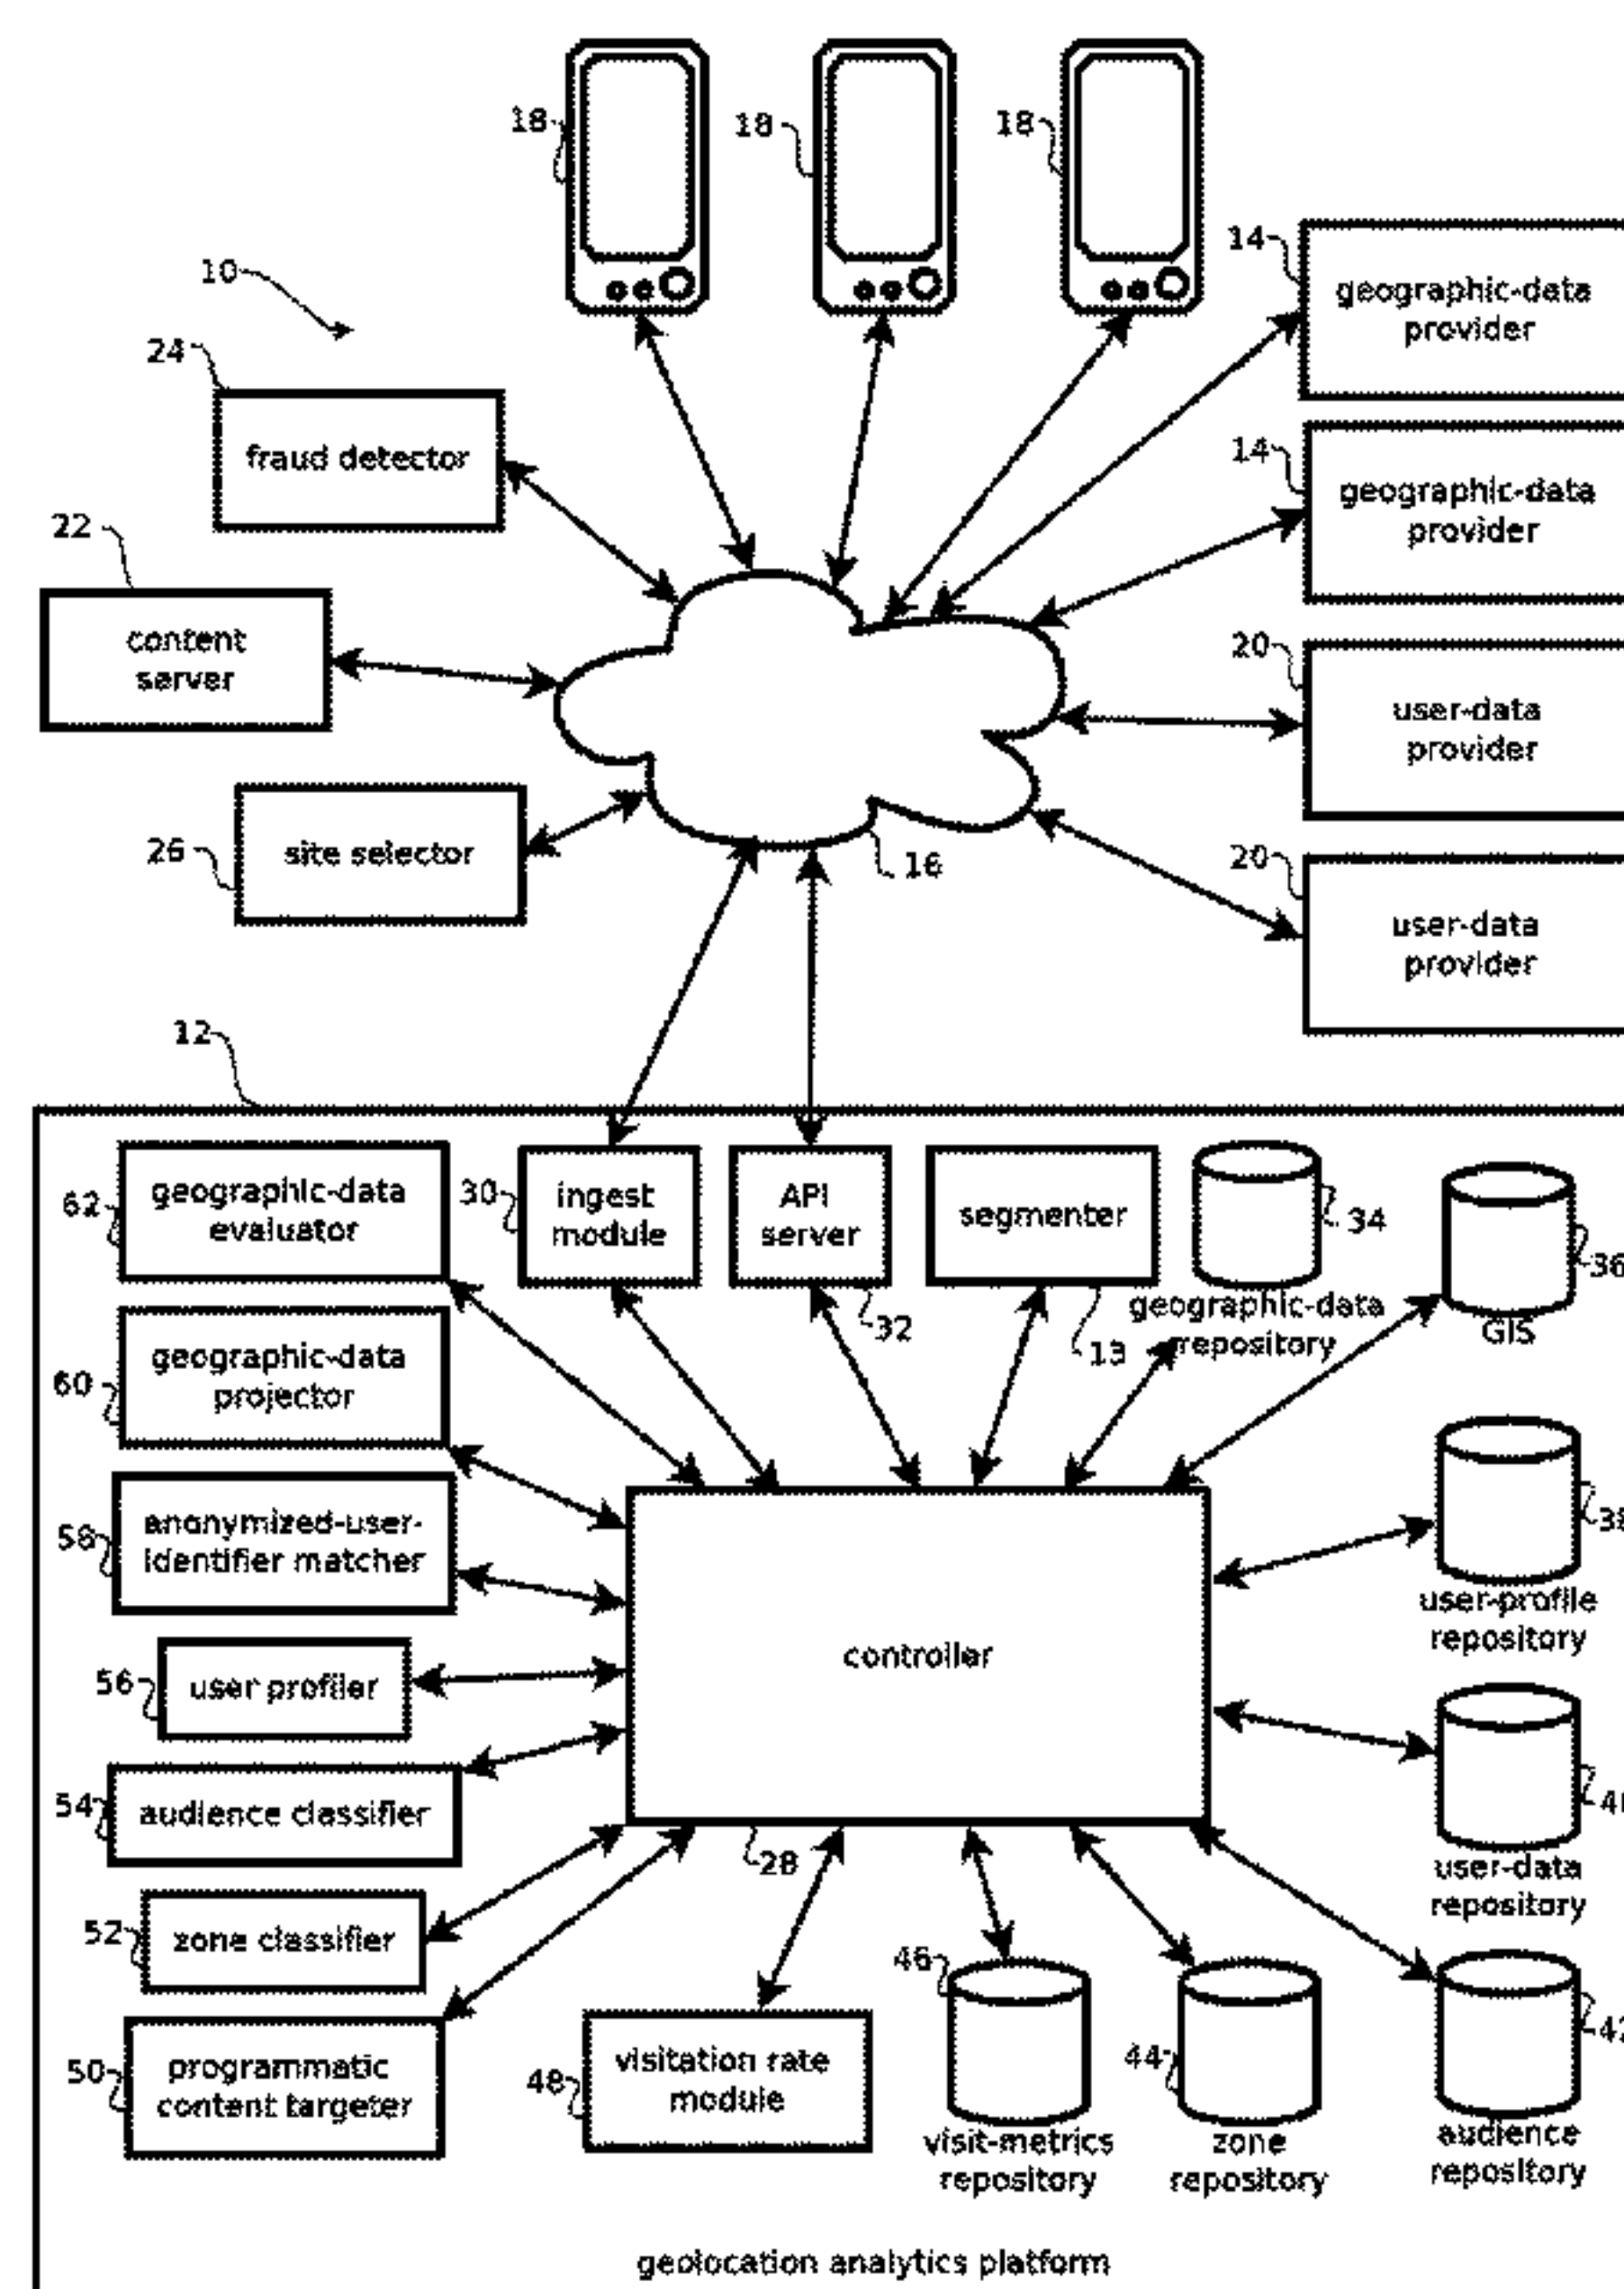 18
18
18
14
geographic-data
provider
10
24
fraud detector
14
geographic-data
provider
22
content
server
20
user-data
provider
26
site selector
16
20
user-data
provider
12
62
geographic-data
evaluator
30
ingest
module
API
server
32
segmenter
13
34
geographic-data
repository
36
GIS
60
geographic-data
projector
58
anonymized-user-
identifier matcher
38
user-profile
repository
controller
28
56
user profiler
54
audience classifier
user-data
repository
52
zone classifier
50
programmatic
content targeter
48
visitation rate
module
46
visit-metrics
repository
44
zone
repository
42
audience
repository
geolocation analytics platform